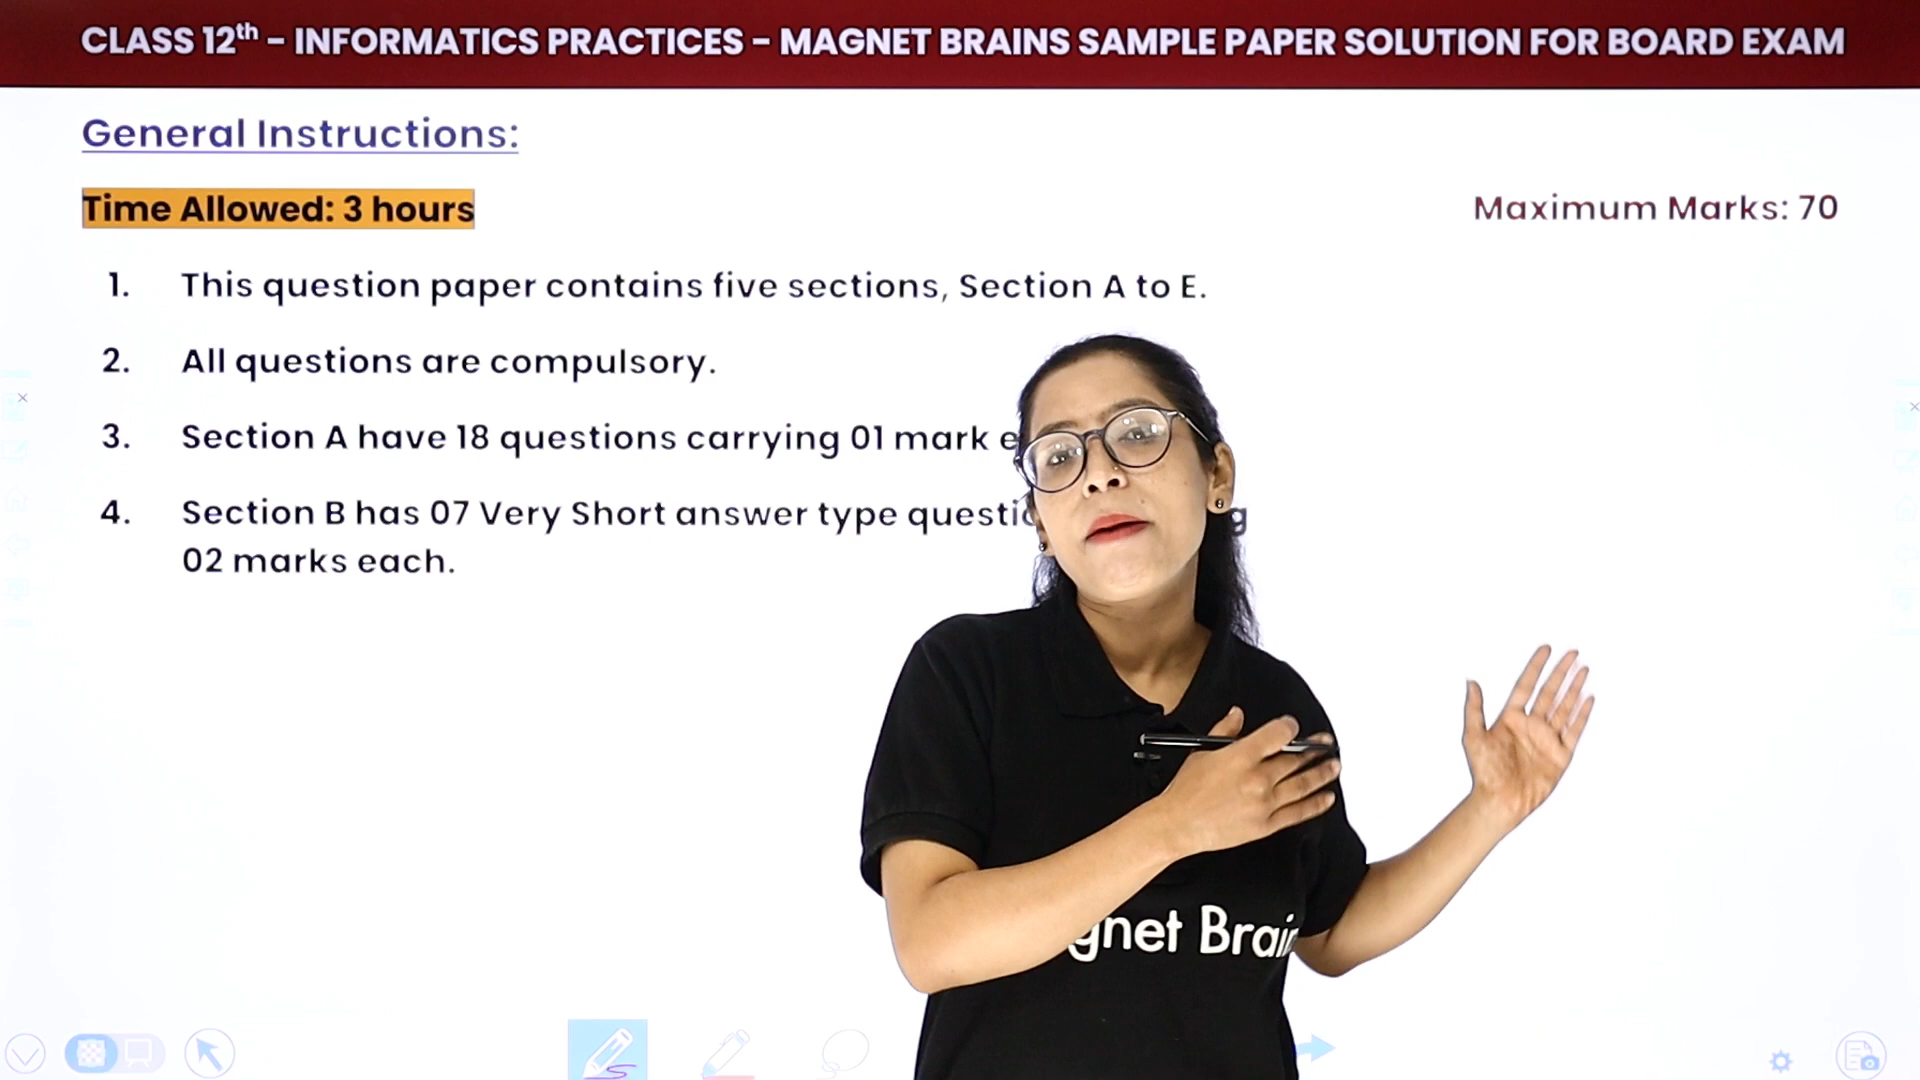 CLASS 12th - INFORMATICS PRACTICES - MAGNET BRAINS SAMPLE PAPER SOLUTION FOR BOARD EXAM
General Instructions:
Time Allowed: 3 hours
Maximum Marks: 70
1. This question paper contains five sections, Section A to E.
2. All questions are compulsory.
3. Section A have 18 questions carrying 01 mark
4. Section B has 07 Very Short answer type
02 marks each.
gnet Brain